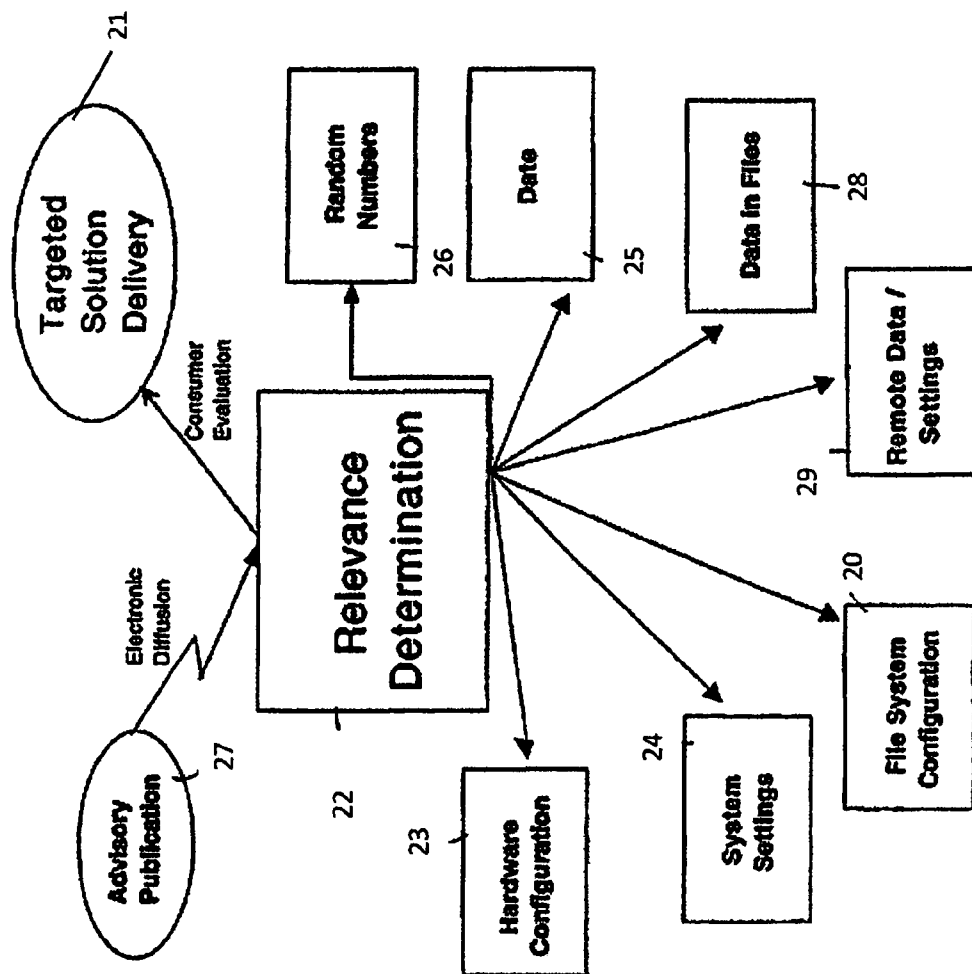 Advisory
Publication
27
Electronic
Diffusion
Targeted
Solution
Delivery
21
Consumer
Evaluation
22
Relevance
Determination
Random
Numbers
26
23
Hardware
Configuration
Date
25
24
System
Settings
Data in Files
28
20
File System
Configuration
29
Remote Data /
Settings